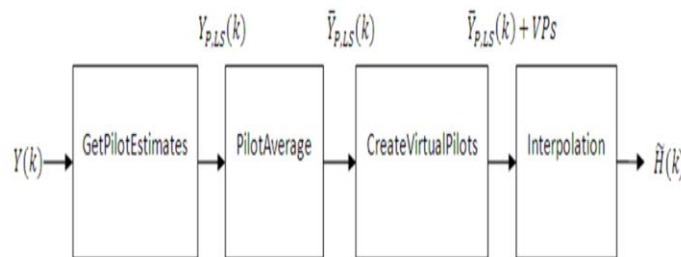 Y_{P,LS}(k) Ȳ_{P,LS}(k) Ȳ_{P,LS}(k)+VPs
Y(k) GetPilotEstimates PilotAverage CreateVirtualPilots Interpolation H̃(k)